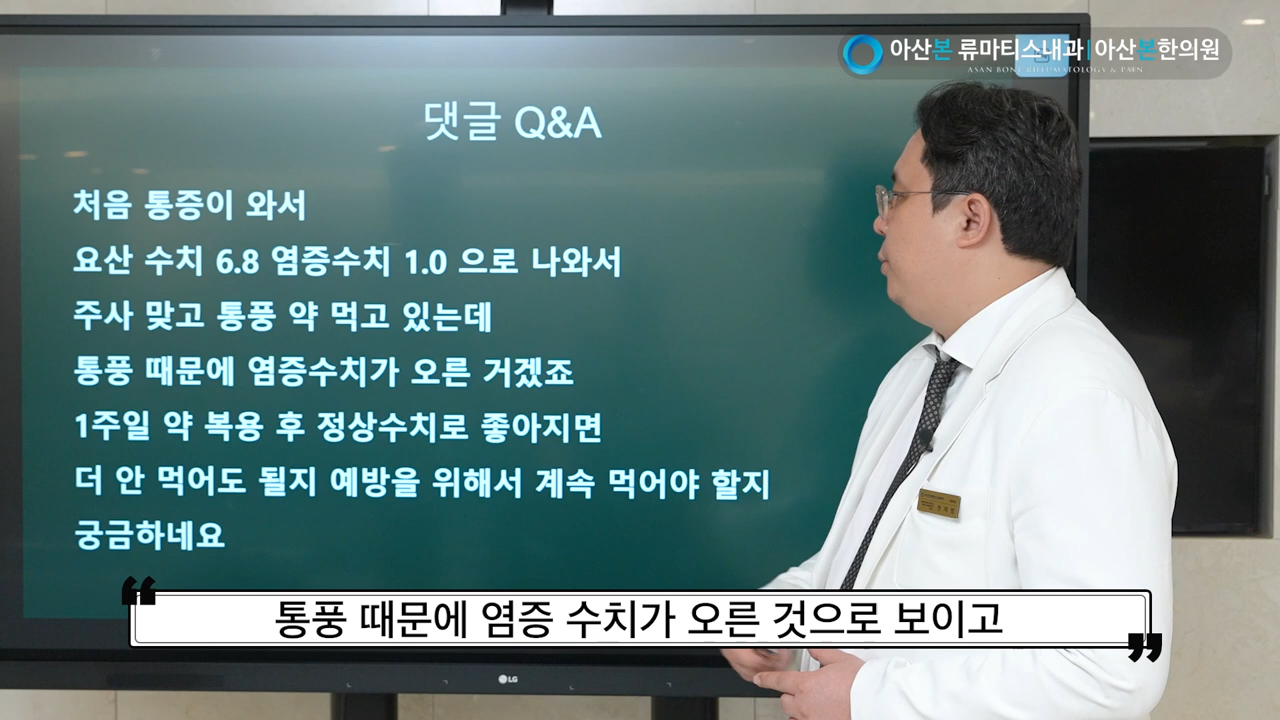 아산본 류마티스내과 | 아산본한의원
ASAN BONE RHEUMATOLOGY & PAIN
댓글 Q&A
처음 통증이 와서
요산 수치 6.8 염증수치 1.0 으로 나와서
주사 맞고 통풍 약 먹고 있는데
통풍 때문에 염증수치가 오른 거겠죠
1주일 약 복용 후 정상수치로 좋아지면
더 안 먹어도 될지 예방을 위해서 계속 먹어야 할지
궁금하네요
“통풍 때문에 염증 수치가 오른 것으로 보이고”
LG